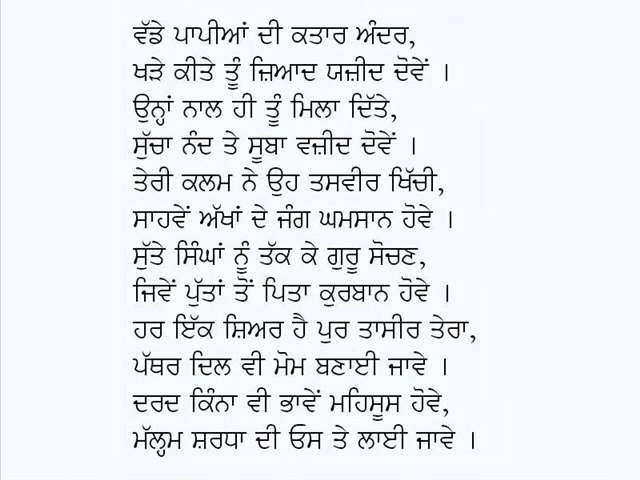 ਵੱਡੇ ਪਾਪੀਆਂ ਦੀ ਕਤਾਰ ਅੰਦਰ,
ਖੜੇ ਕੀਤੇ ਤੂੰ ਜ਼ਿਆਦ ਯਜ਼ੀਦ ਦੋਵੇਂ ।
ਉਨ੍ਹਾਂ ਨਾਲ ਹੀ ਤੂੰ ਮਿਲਾ ਦਿੱਤੇ,
ਸੁੱਚਾ ਨੰਦ ਤੇ ਸੂਬਾ ਵਜ਼ੀਦ ਦੋਵੇਂ ।
ਤੇਰੀ ਕਲਮ ਨੇ ਉਹ ਤਸਵੀਰ ਖਿੱਚੀ,
ਸਾਹਵੇਂ ਅੱਖਾਂ ਦੇ ਜੰਗ ਘਮਸਾਨ ਹੋਵੇ ।
ਸੁੱਤੇ ਸਿੰਘਾਂ ਨੂੰ ਤੱਕ ਕੇ ਗੁਰੂ ਸੋਚਣ,
ਜਿਵੇਂ ਪੁੱਤਾਂ ਤੋਂ ਪਿਤਾ ਕੁਰਬਾਨ ਹੋਵੇ ।
ਹਰ ਇੱਕ ਸ਼ਿਅਰ ਹੈ ਪੁਰ ਤਾਸੀਰ ਤੇਰਾ,
ਪੱਥਰ ਦਿਲ ਵੀ ਮੋਮ ਬਣਾਈ ਜਾਵੇ ।
ਦਰਦ ਕਿੰਨਾ ਵੀ ਭਾਵੇਂ ਮਹਿਸੂਸ ਹੋਵੇ,
ਮੱਲ੍ਹਮ ਸ਼ਰਧਾ ਦੀ ਓਸ ਤੇ ਲਾਈ ਜਾਵੇ ।